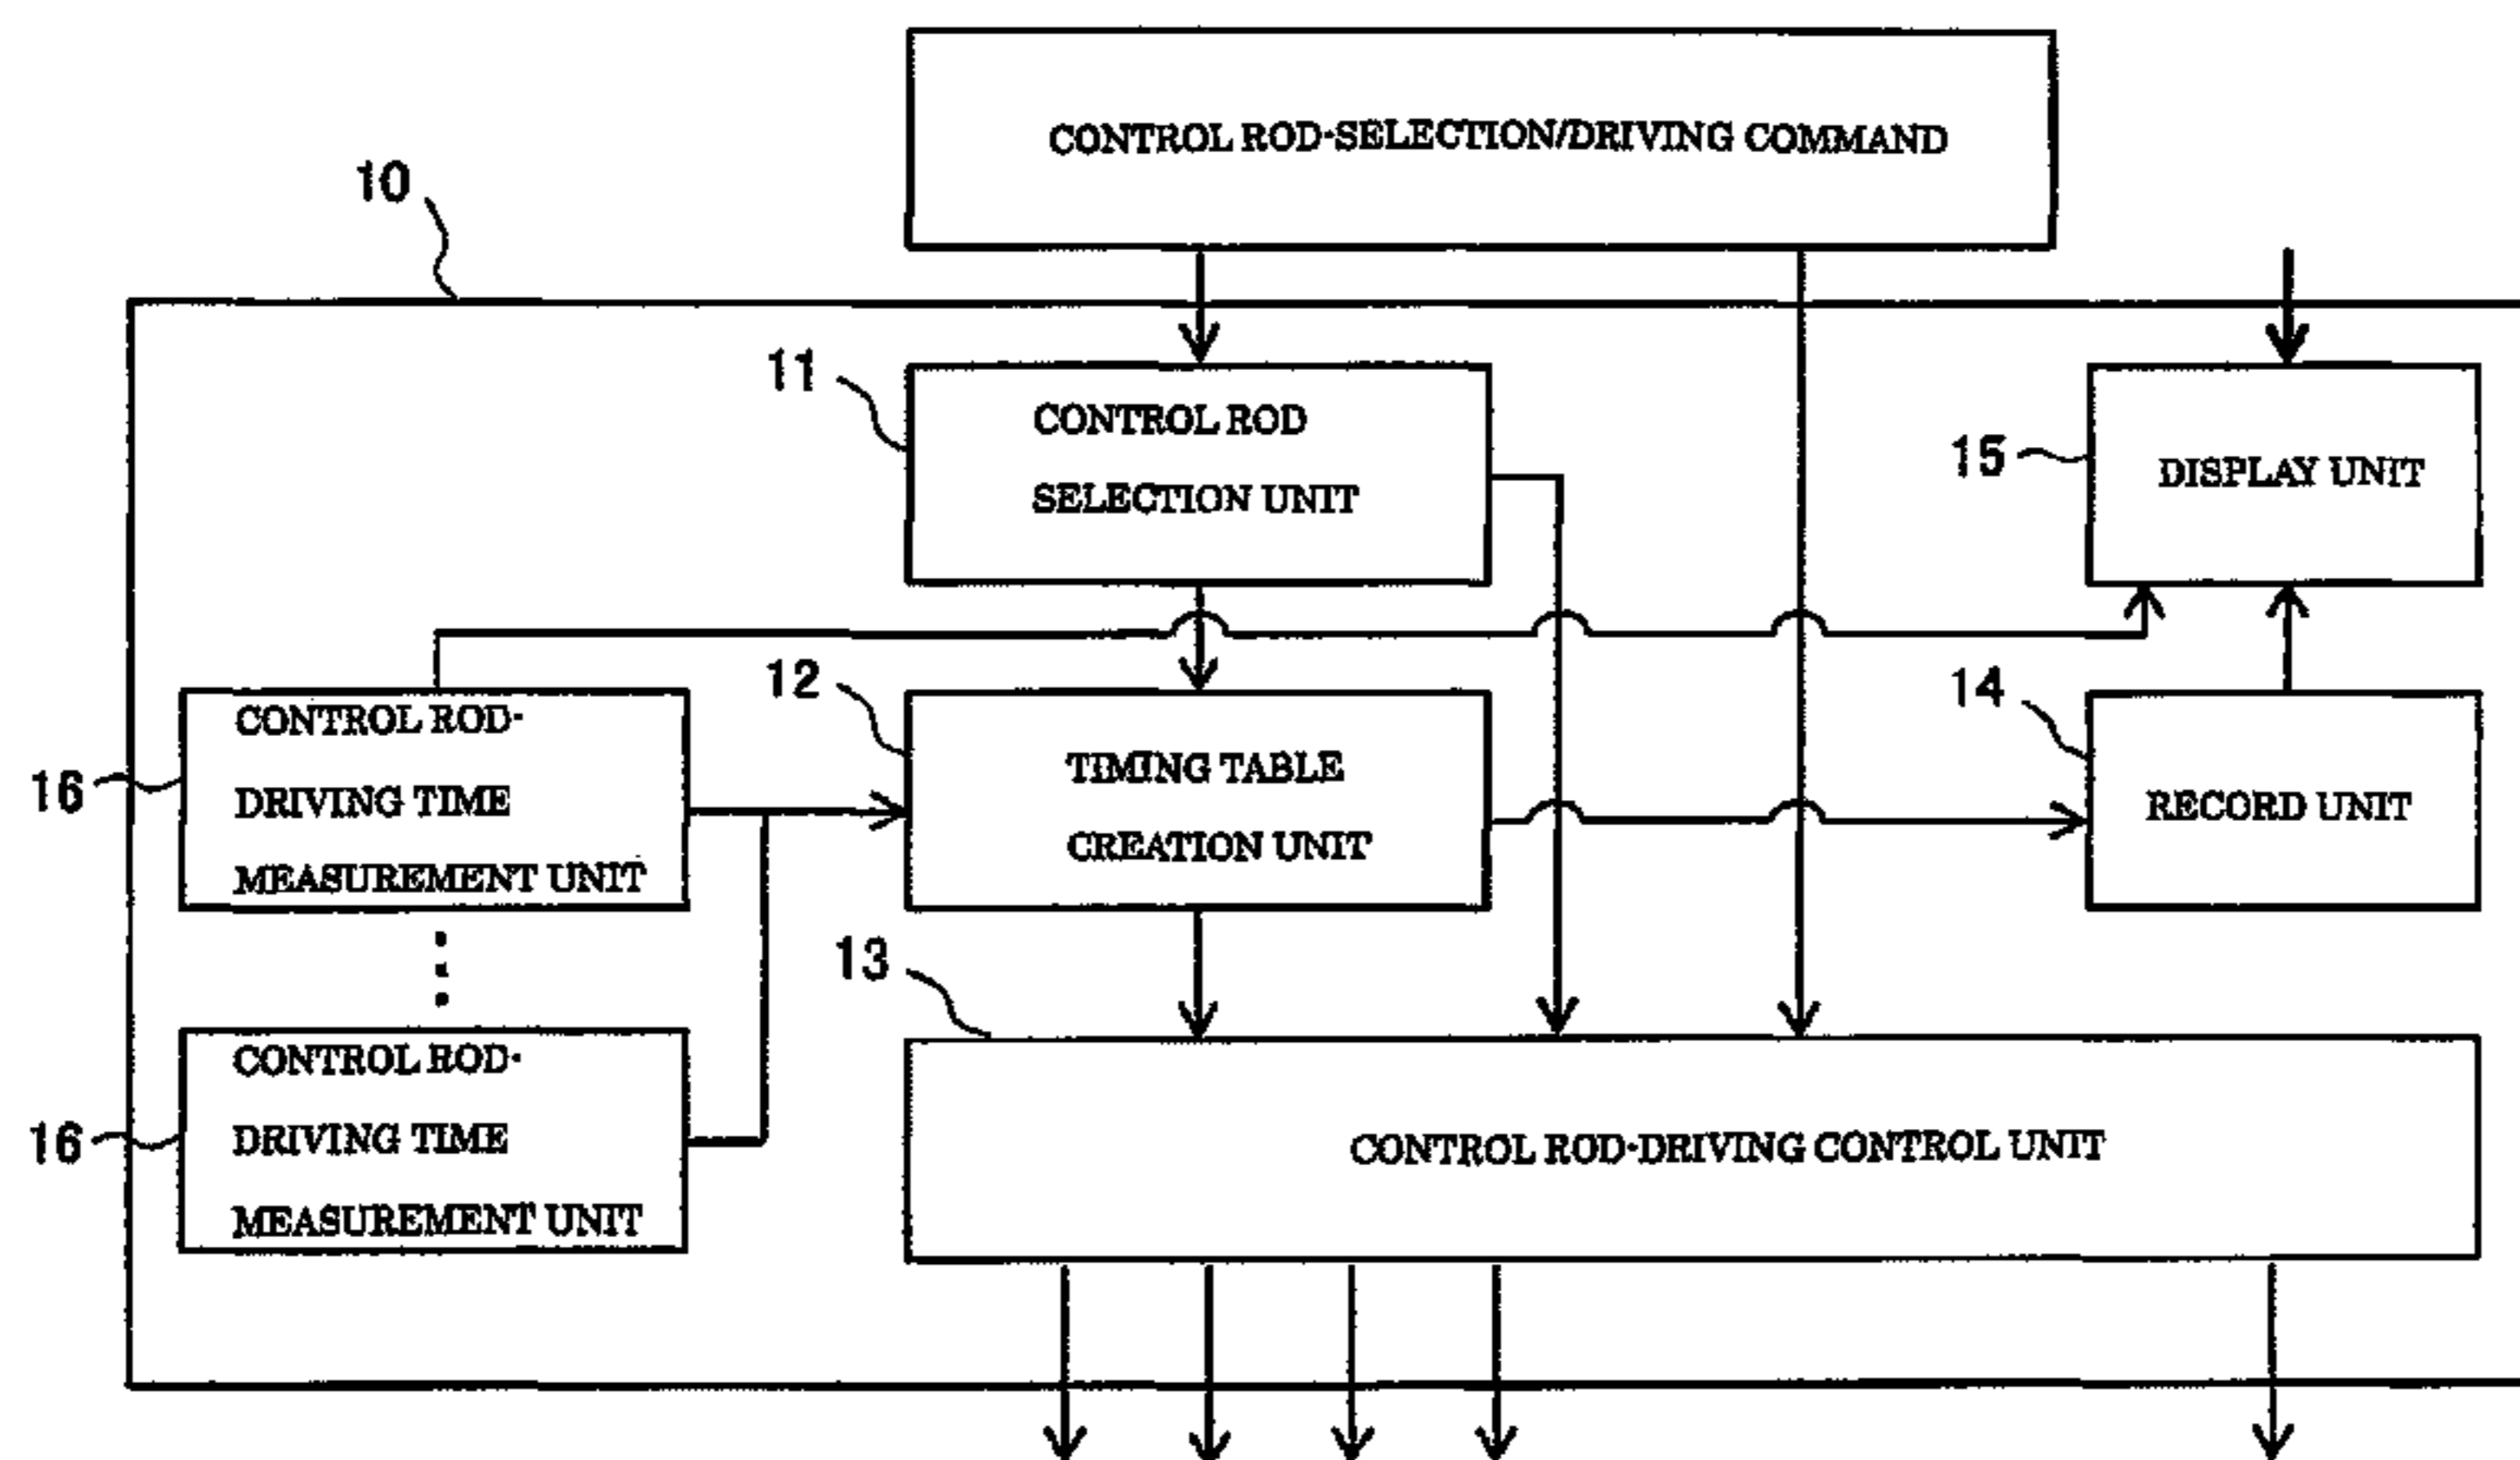 CONTROL ROD-SELECTION/DRIVING COMMAND
10
11
CONTROL ROD
SELECTION UNIT
15
DISPLAY UNIT
12
TIMING TABLE
CREATION UNIT
14
RECORD UNIT
16
CONTROL ROD-
DRIVING TIME
MEASUREMENT UNIT
13
CONTROL ROD-DRIVING CONTROL UNIT
16
CONTROL ROD-
DRIVING TIME
MEASUREMENT UNIT